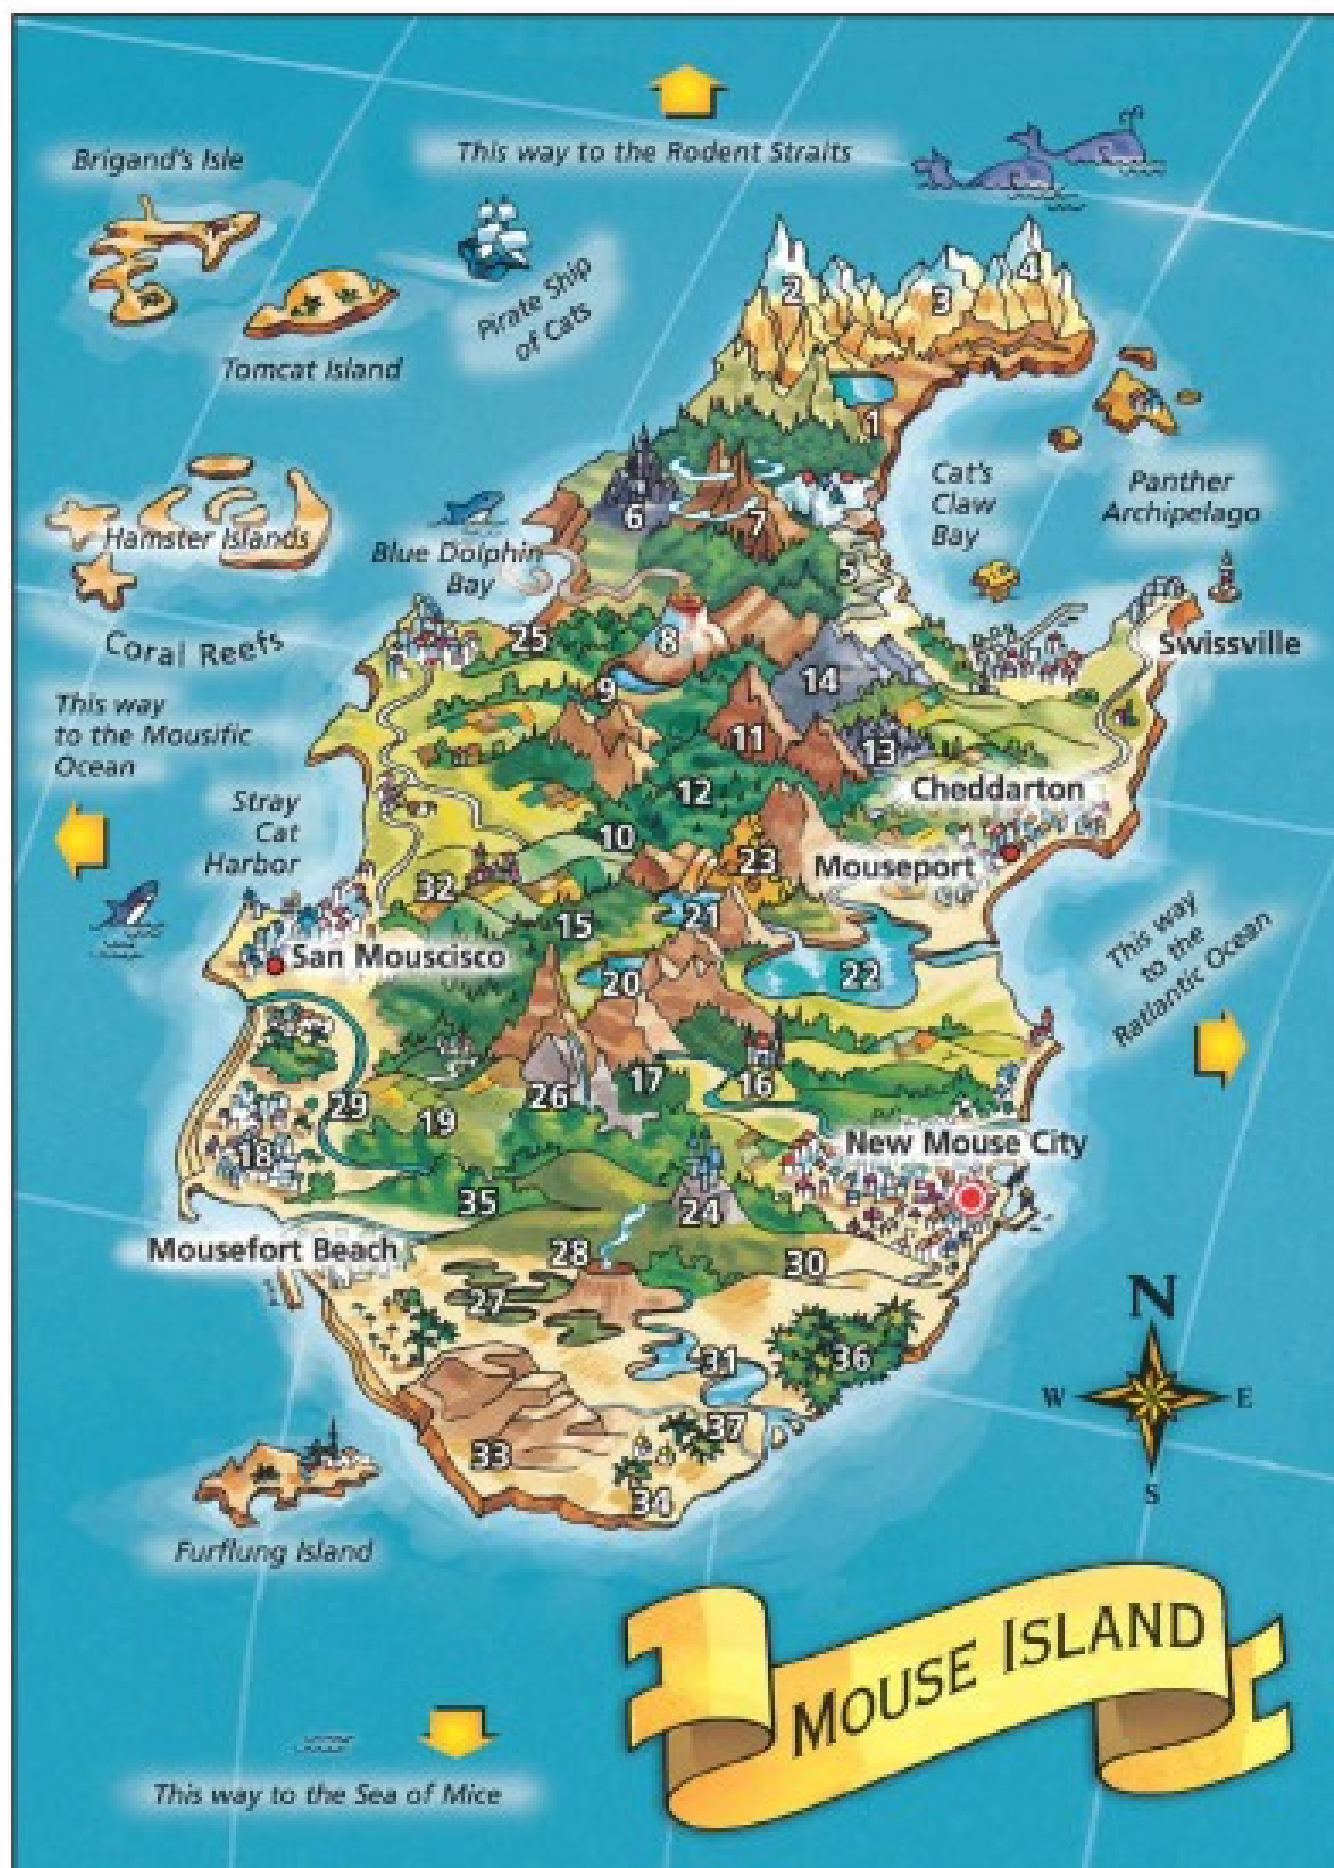 This way to the Rodent Straits
Brigand's Isle
Pirate Ship
of Cats
Tomcat Island
2
3
4
1
Cat's
Claw
Bay
Panther
Archipelago
Hamster Islands
Blue Dolphin
Bay
6
7
5
Coral Reefs
25
8
Swissville
9
14
This way
to the Mousific
Ocean
11
13
12
Cheddarton
Stray
Cat
Harbor
10
23
Mouseport
32
15
21
This way
to the
Ratlantic Ocean
San Mouscisco
20
22
29
19
26
17
16
18
New Mouse City
35
24
Mousefort Beach
28
30
27
31
36
N
W
E
S
33
37
34
Furflung Island
MOUSE ISLAND
This way to the Sea of Mice